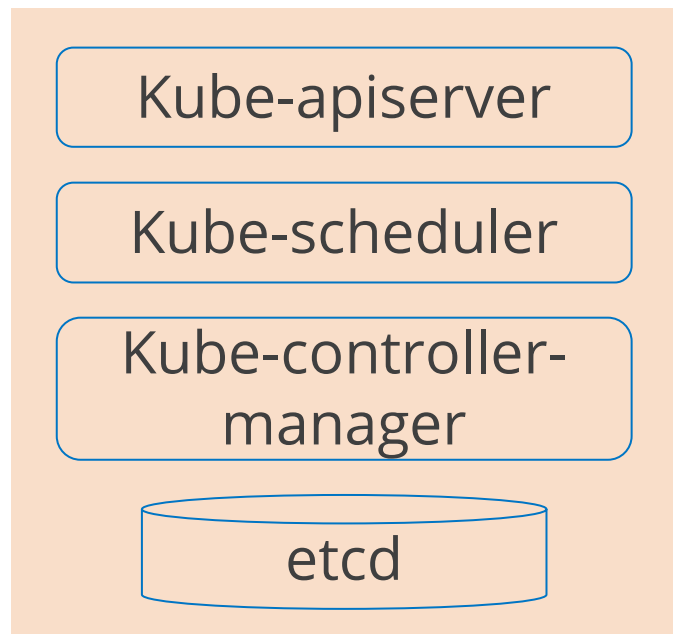 Kube-apiserver
Kube-scheduler
Kube-controller-
manager
etcd